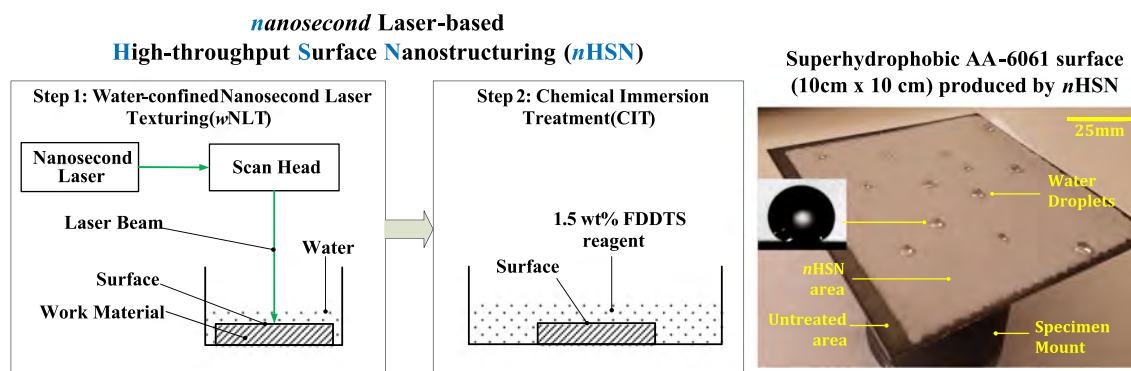 nanosecond Laser-based
High-throughput Surface Nanostructuring (nHSN)
Step 1: Water-confined Nanosecond Laser
Texturing(wNLT)
Nanosecond
Laser
Scan Head
Laser Beam
Water
Surface
Work Material
Step 2: Chemical Immersion
Treatment(CIT)
1.5 wt% FDDTS
reagent
Surface
Superhydrophobic AA-6061 surface
(10cm x 10 cm) produced by nHSN
25mm
Water
Droplets
nHSN
area
Untreated
area
Specimen
Mount